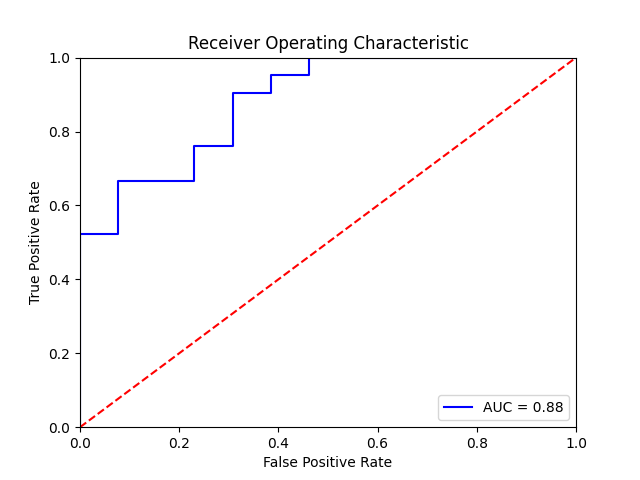 Receiver Operating Characteristic
1.0
0.8
0.6
0.4
0.2
0.0
True Positive Rate
AUC = 0.88
0.0 0.2 0.4 0.6 0.8 1.0
False Positive Rate